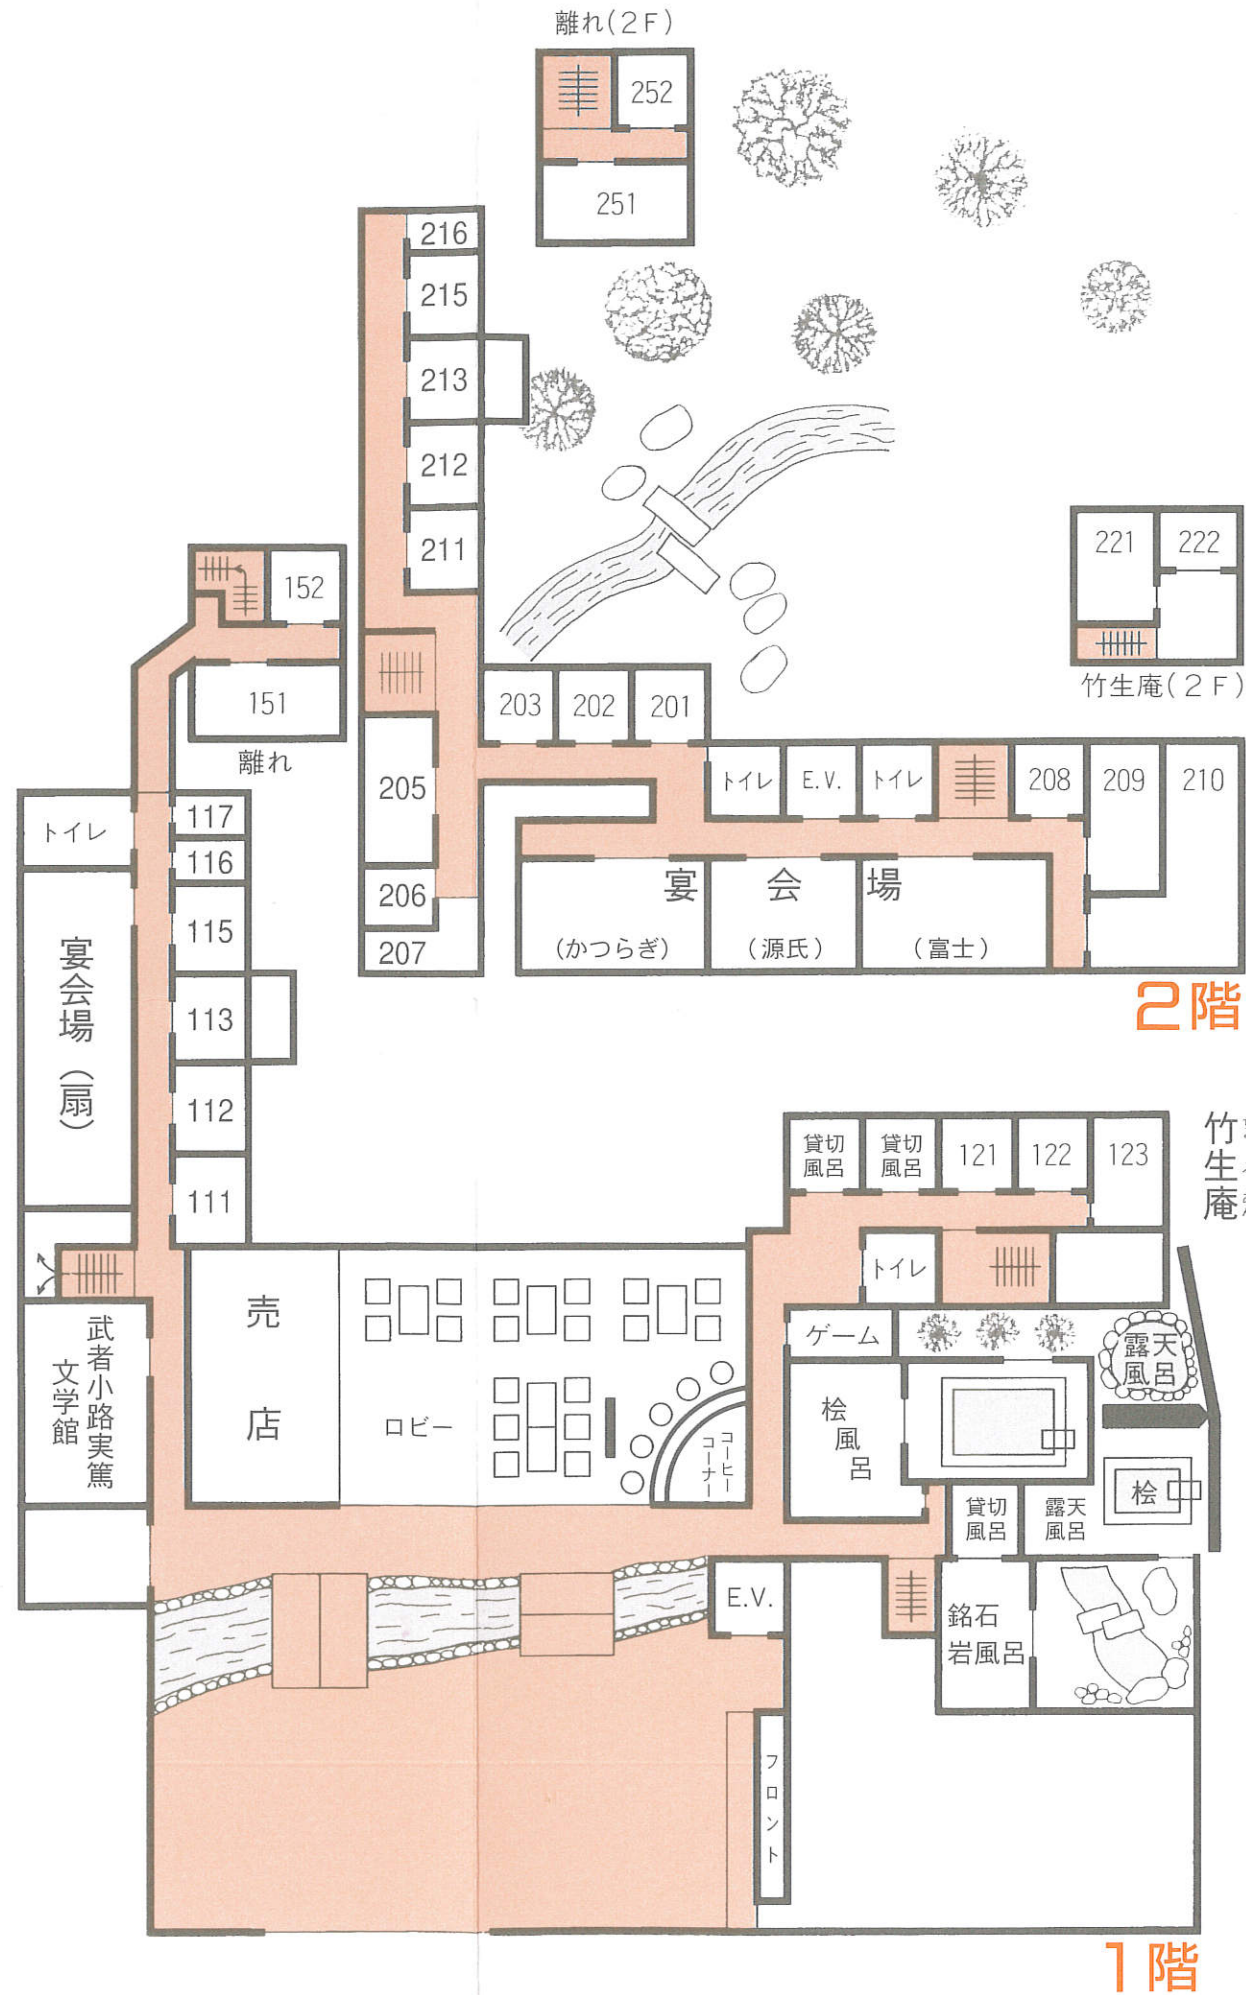 離れ(2F)
252
251
216
215
213
212
211
221
222
竹生庵(2F)
203
202
201
205
206
207
トイレ
E.V.
トイレ
208
209
210
宴会場
(かつらぎ)
(源氏)
(富士)
2階
152
151
離れ
トイレ
117
116
115
113
112
111
宴会場(扇)
武者小路実篤
文学館
売店
ロビー
コーヒー
コーナー
貸切
風呂
貸切
風呂
121
122
123
竹生庵
トイレ
ゲーム
露天
風呂
桧風呂
貸切
風呂
露天
風呂
桧
銘石
岩風呂
E.V.
フロント
1階